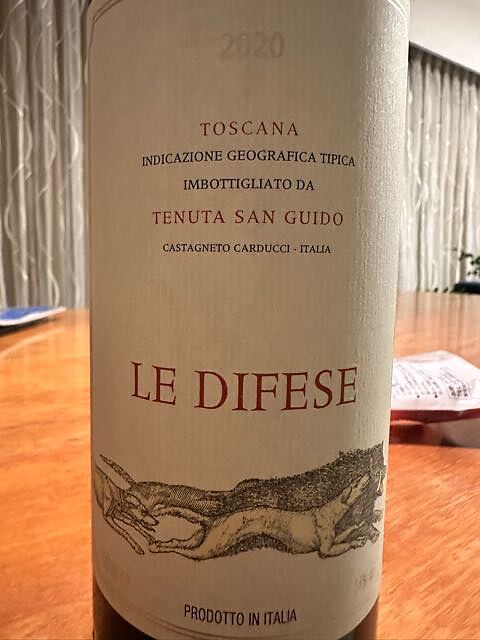 2020
TOSCANA
INDICAZIONE GEOGRAFICA TIPICA
IMBOTTIGLIATO DA
TENUTA SAN GUIDO
CASTAGNETO CARDUCCI - ITALIA
LE DIFESE
PRODOTTO IN ITALIA